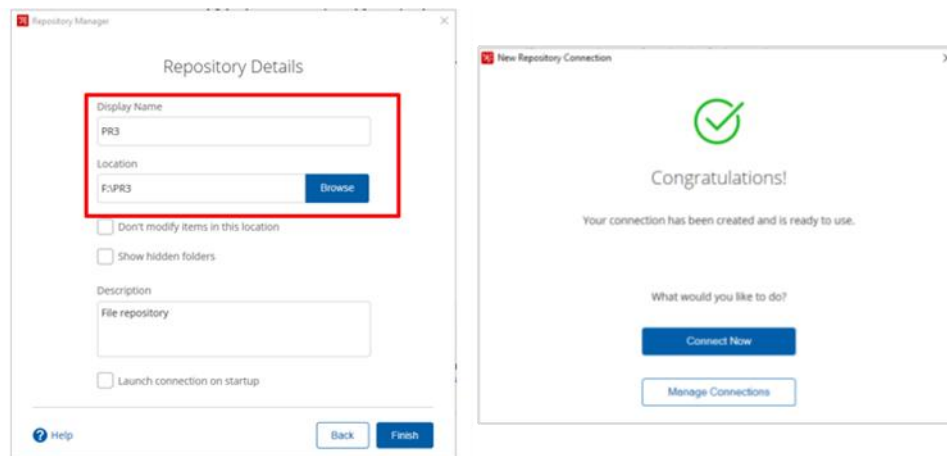 Repository Manager
Repository Details
Display Name
PR3
Location
F:\PR3
Browse
Don't modify items in this location
Show hidden folders
Description
File repository
Launch connection on startup
Help
Back
Finish
New Repository Connection
Congratulations!
Your connection has been created and is ready to use.
What would you like to do?
Connect Now
Manage Connections